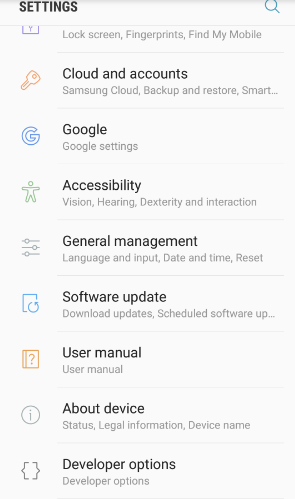 SETTINGS
Lock screen, Fingerprints, Find My Mobile
Cloud and accounts
Samsung Cloud, Backup and restore, Smart...
Google
Google settings
Accessibility
Vision, Hearing, Dexterity and interaction
General management
Language and input, Date and time, Reset
Software update
Download updates, Scheduled software up...
User manual
User manual
About device
Status, Legal information, Device name
Developer options
Developer options